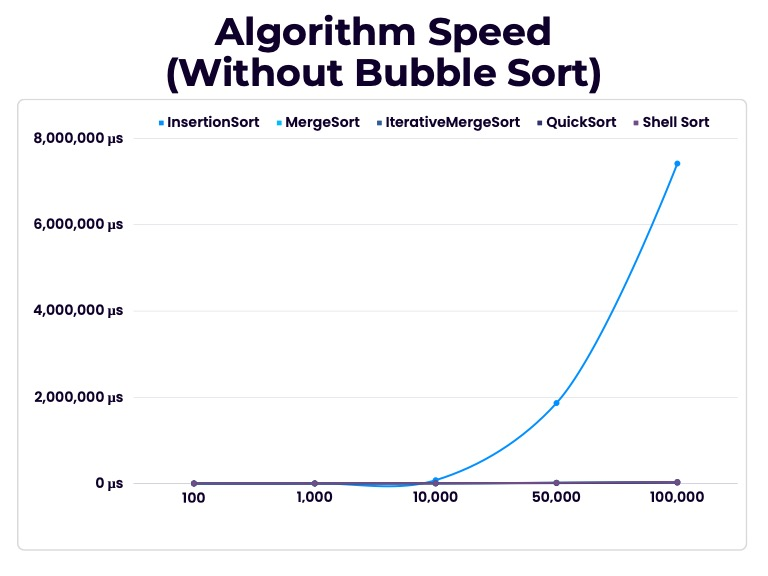 Algorithm Speed
(Without Bubble Sort)
InsertionSort MergeSort IterativeMergeSort QuickSort Shell Sort
8,000,000 µs
6,000,000 µs
4,000,000 µs
2,000,000 µs
0 µs
100 1,000 10,000 50,000 100,000